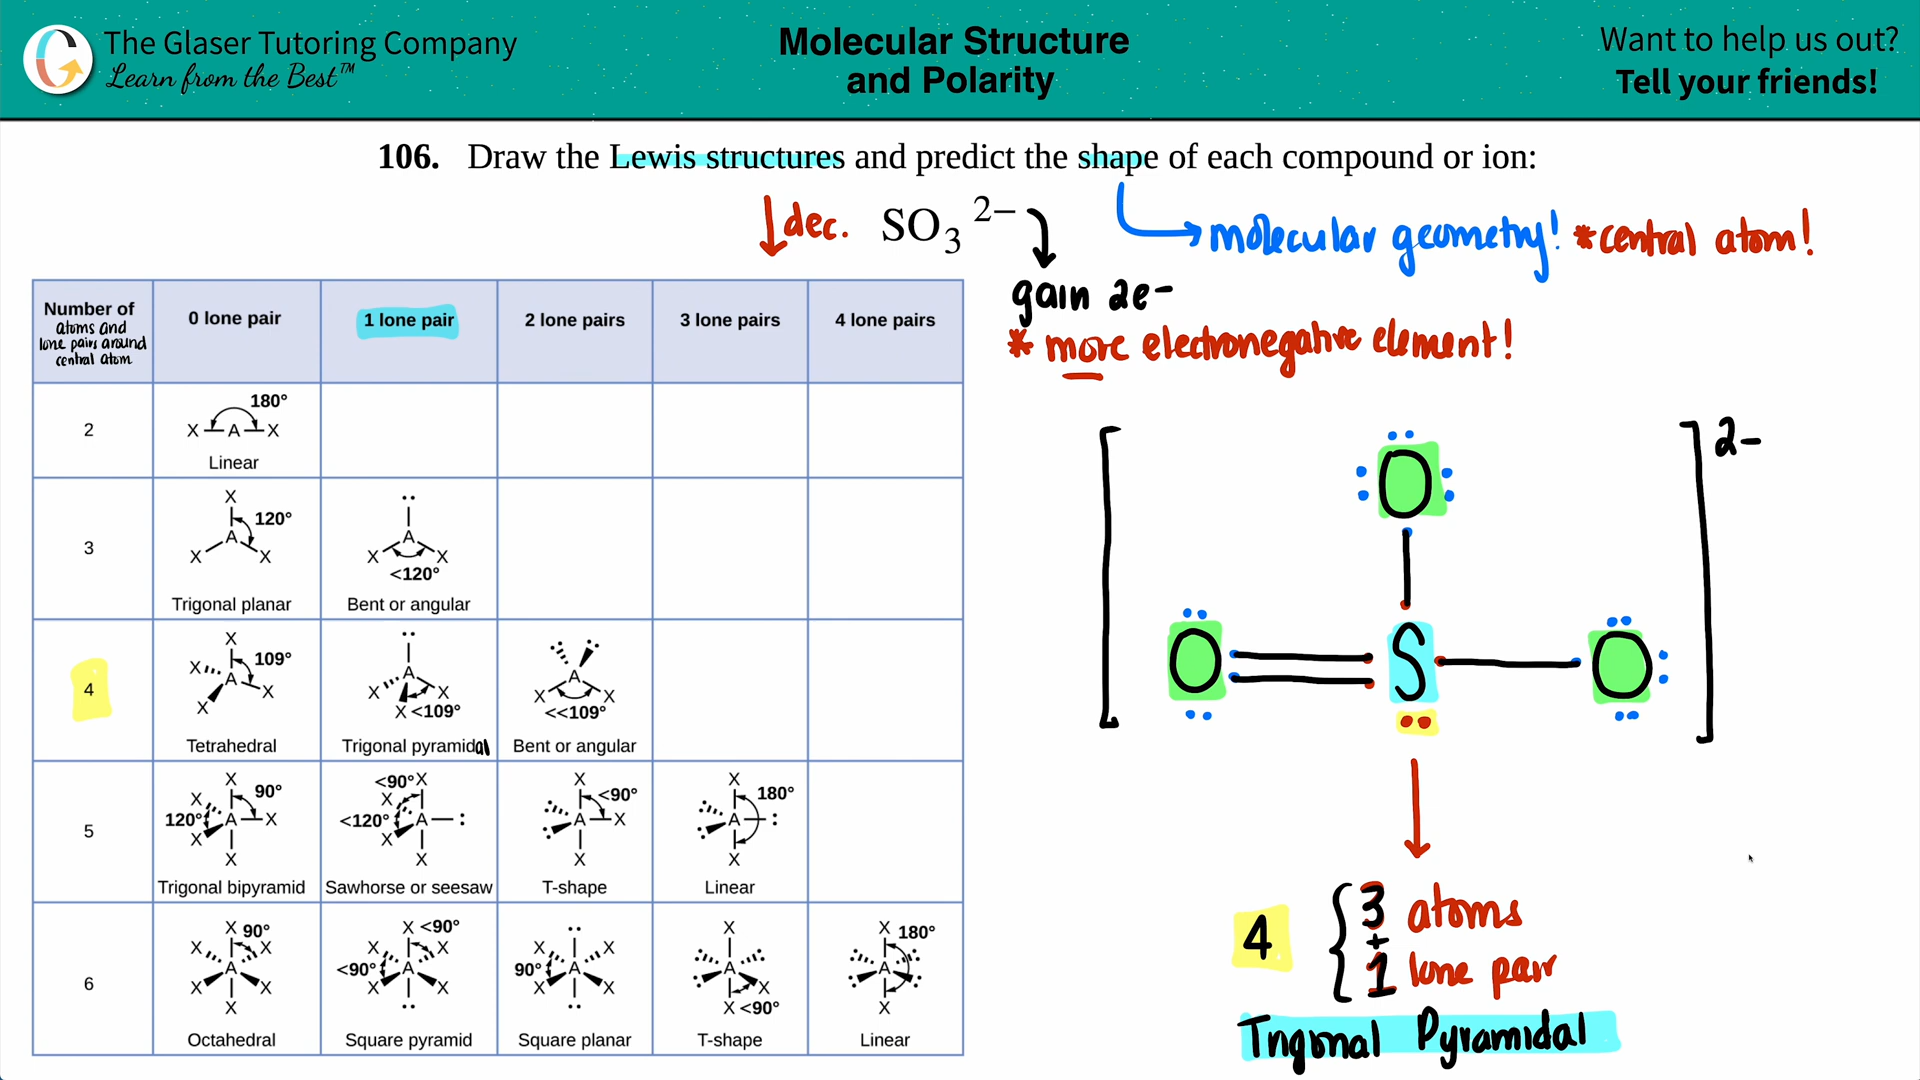 The Glaser Tutoring Company
Learn from the Best™
Molecular Structure
and Polarity
Want to help us out?
Tell your friends!
106. Draw the Lewis structures and predict the shape of each compound or ion:
↓dec. SO₃²⁻
molecular geometry! *central atom!
gain 2e-
* more electronegative element!
Number of
atoms and
lone pairs around
central atom
0 lone pair
1 lone pair
2 lone pairs
3 lone pairs
4 lone pairs
2
180°
X A X
Linear
3
X
120°
A
X X
Trigonal planar
A
X X
<120°
Bent or angular
4
X
109°
X
A
X
X
Tetrahedral
A
X X
X <109°
Trigonal pyramidal
A
X X
<<109°
Bent or angular
5
X
90°
X
120° A X
X
X
Trigonal bipyramid
<90° X
X
<120° A :
X
X
Sawhorse or seesaw
X
<90°
A X
X
T-shape
X
180°
A :
X
Linear
6
X 90°
X X
A
X X
X
Octahedral
X <90°
X X
<90° A
X X
Square pyramid
X X
90° A
X X
Square planar
X
A
X
X <90°
T-shape
X 180°
A
X
Linear
[ ] 2-
O
O S O
4 { 3 atoms
+
1 lone pair
Trigonal Pyramidal